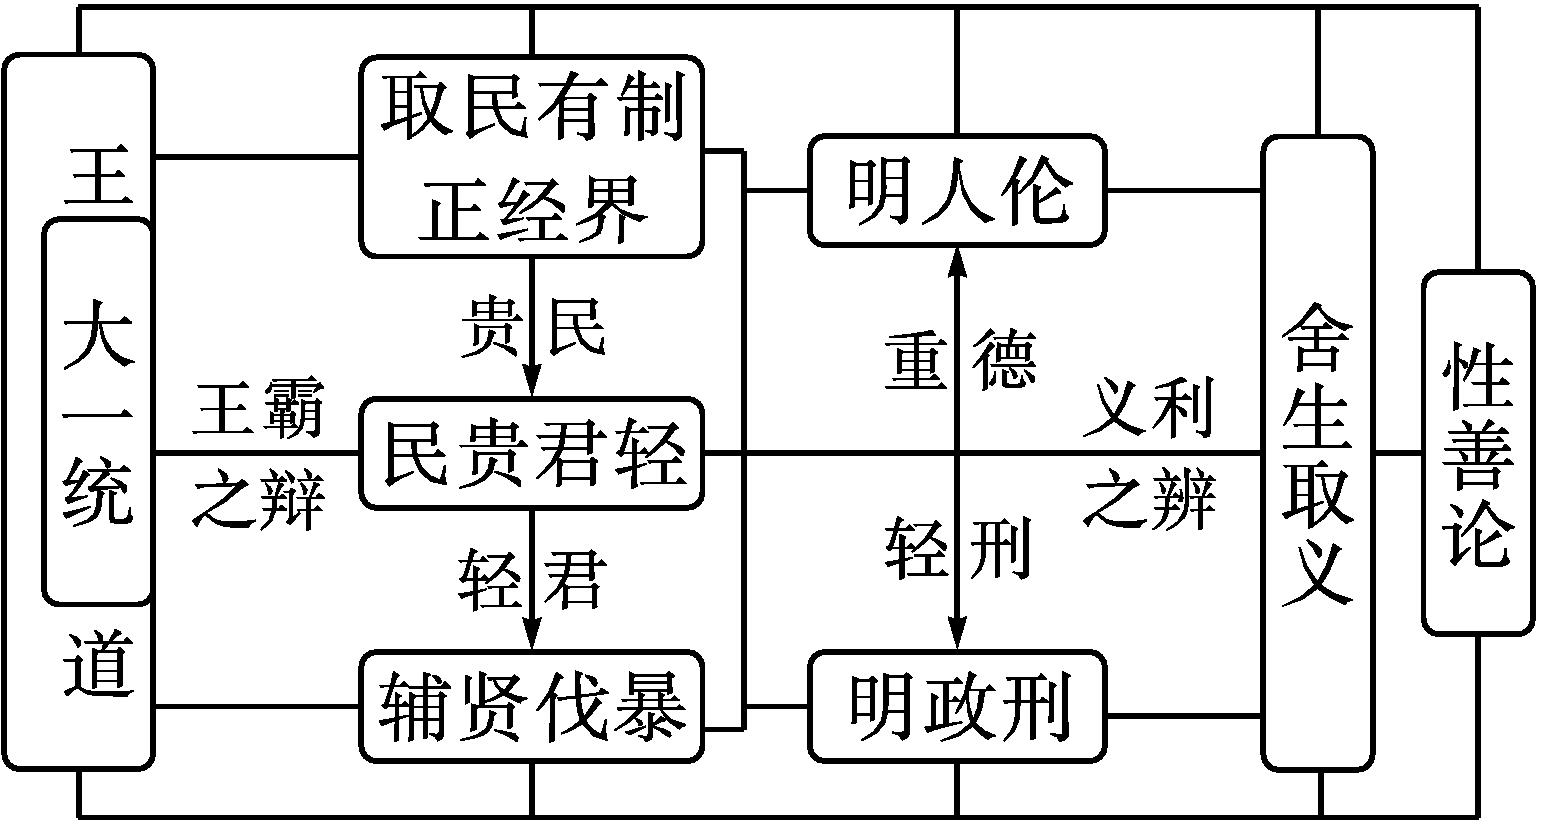 王
大一统
道
王霸
之辩
取民有制
正经界
贵民
民贵君轻
轻君
辅贤伐暴
明人伦
重德
轻刑
明政刑
义利
之辨
舍生取义
性善论